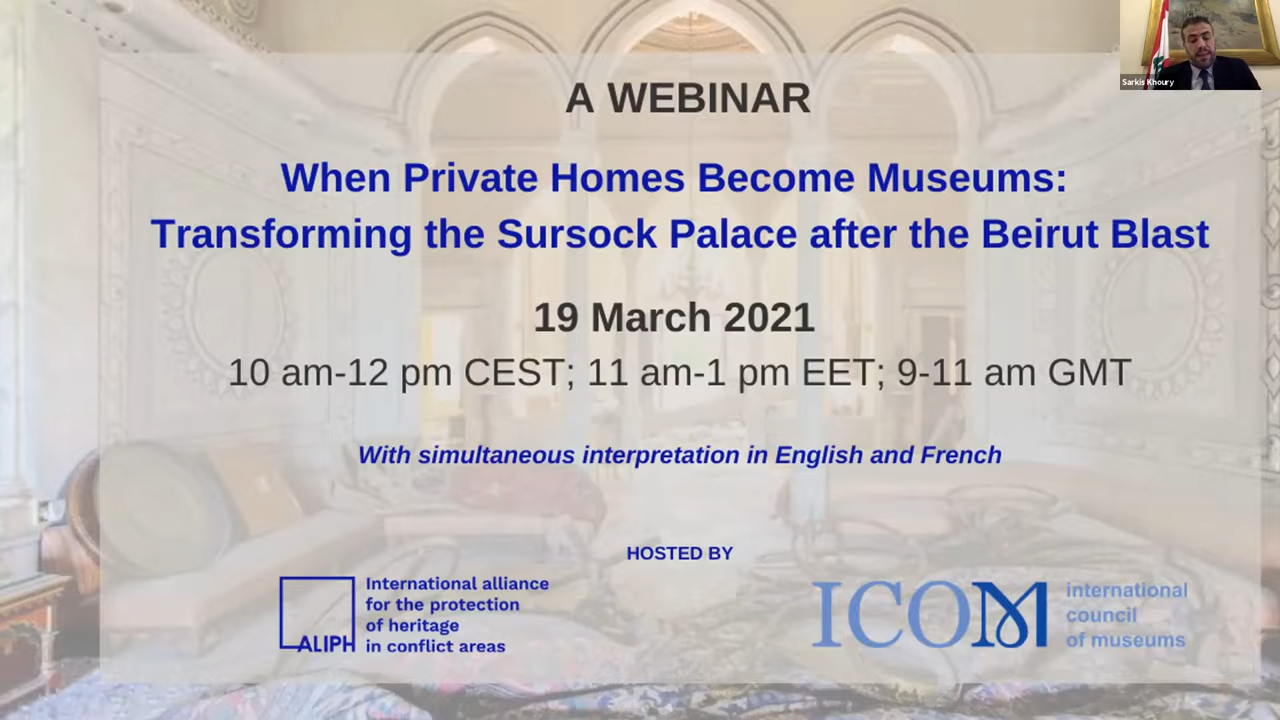 Sarkis Khoury
A WEBINAR
When Private Homes Become Museums:
Transforming the Sursock Palace after the Beirut Blast
19 March 2021
10 am-12 pm CEST; 11 am-1 pm EET; 9-11 am GMT
With simultaneous interpretation in English and French
HOSTED BY
ALIPH
International alliance
for the protection
of heritage
in conflict areas
ICOM
international
council
of museums